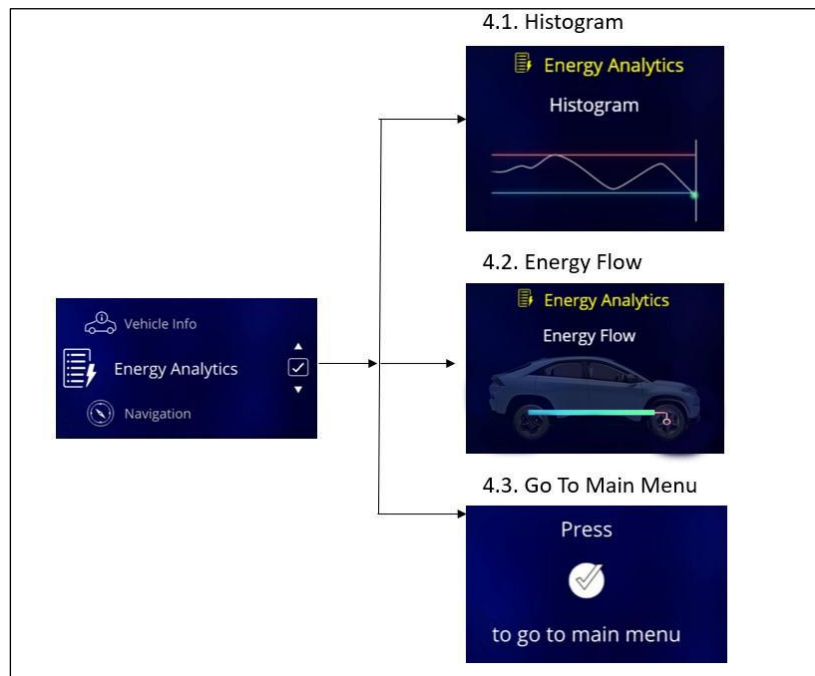 4.1. Histogram
Energy Analytics
Histogram
4.2. Energy Flow
Energy Analytics
Energy Flow
Vehicle Info
Energy Analytics
Navigation
4.3. Go To Main Menu
Press
to go to main menu